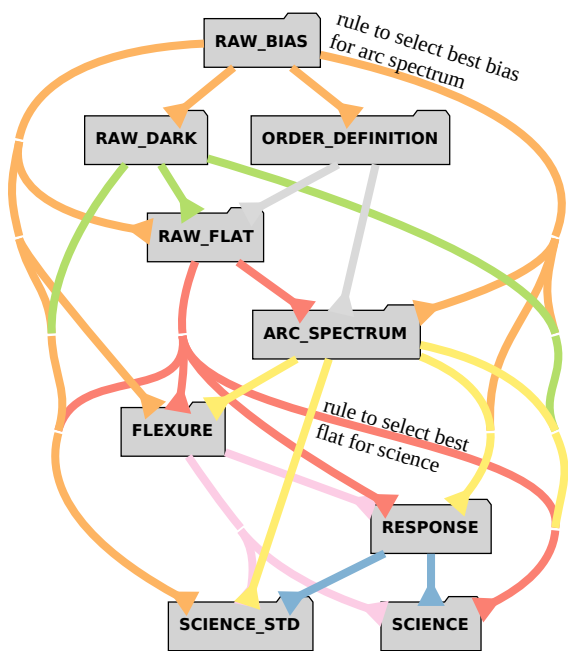 RAW_BIAS
rule to select best bias
for arc spectrum
RAW_DARK
ORDER_DEFINITION
RAW_FLAT
ARC_SPECTRUM
rule to select best
flat for science
FLEXURE
RESPONSE
SCIENCE_STD
SCIENCE